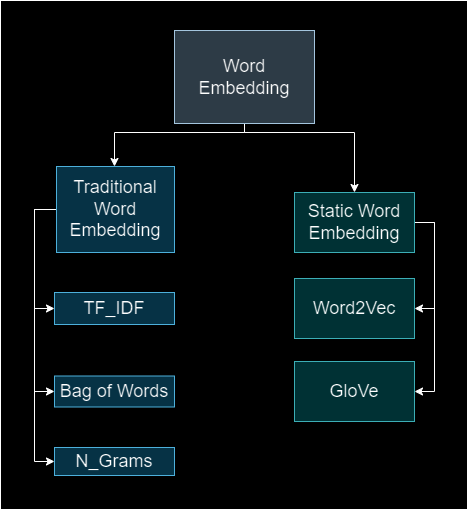 Word
Embedding
Traditional
Word
Embedding
Static Word
Embedding
TF_IDF
Word2Vec
Bag of Words
GloVe
N_Grams